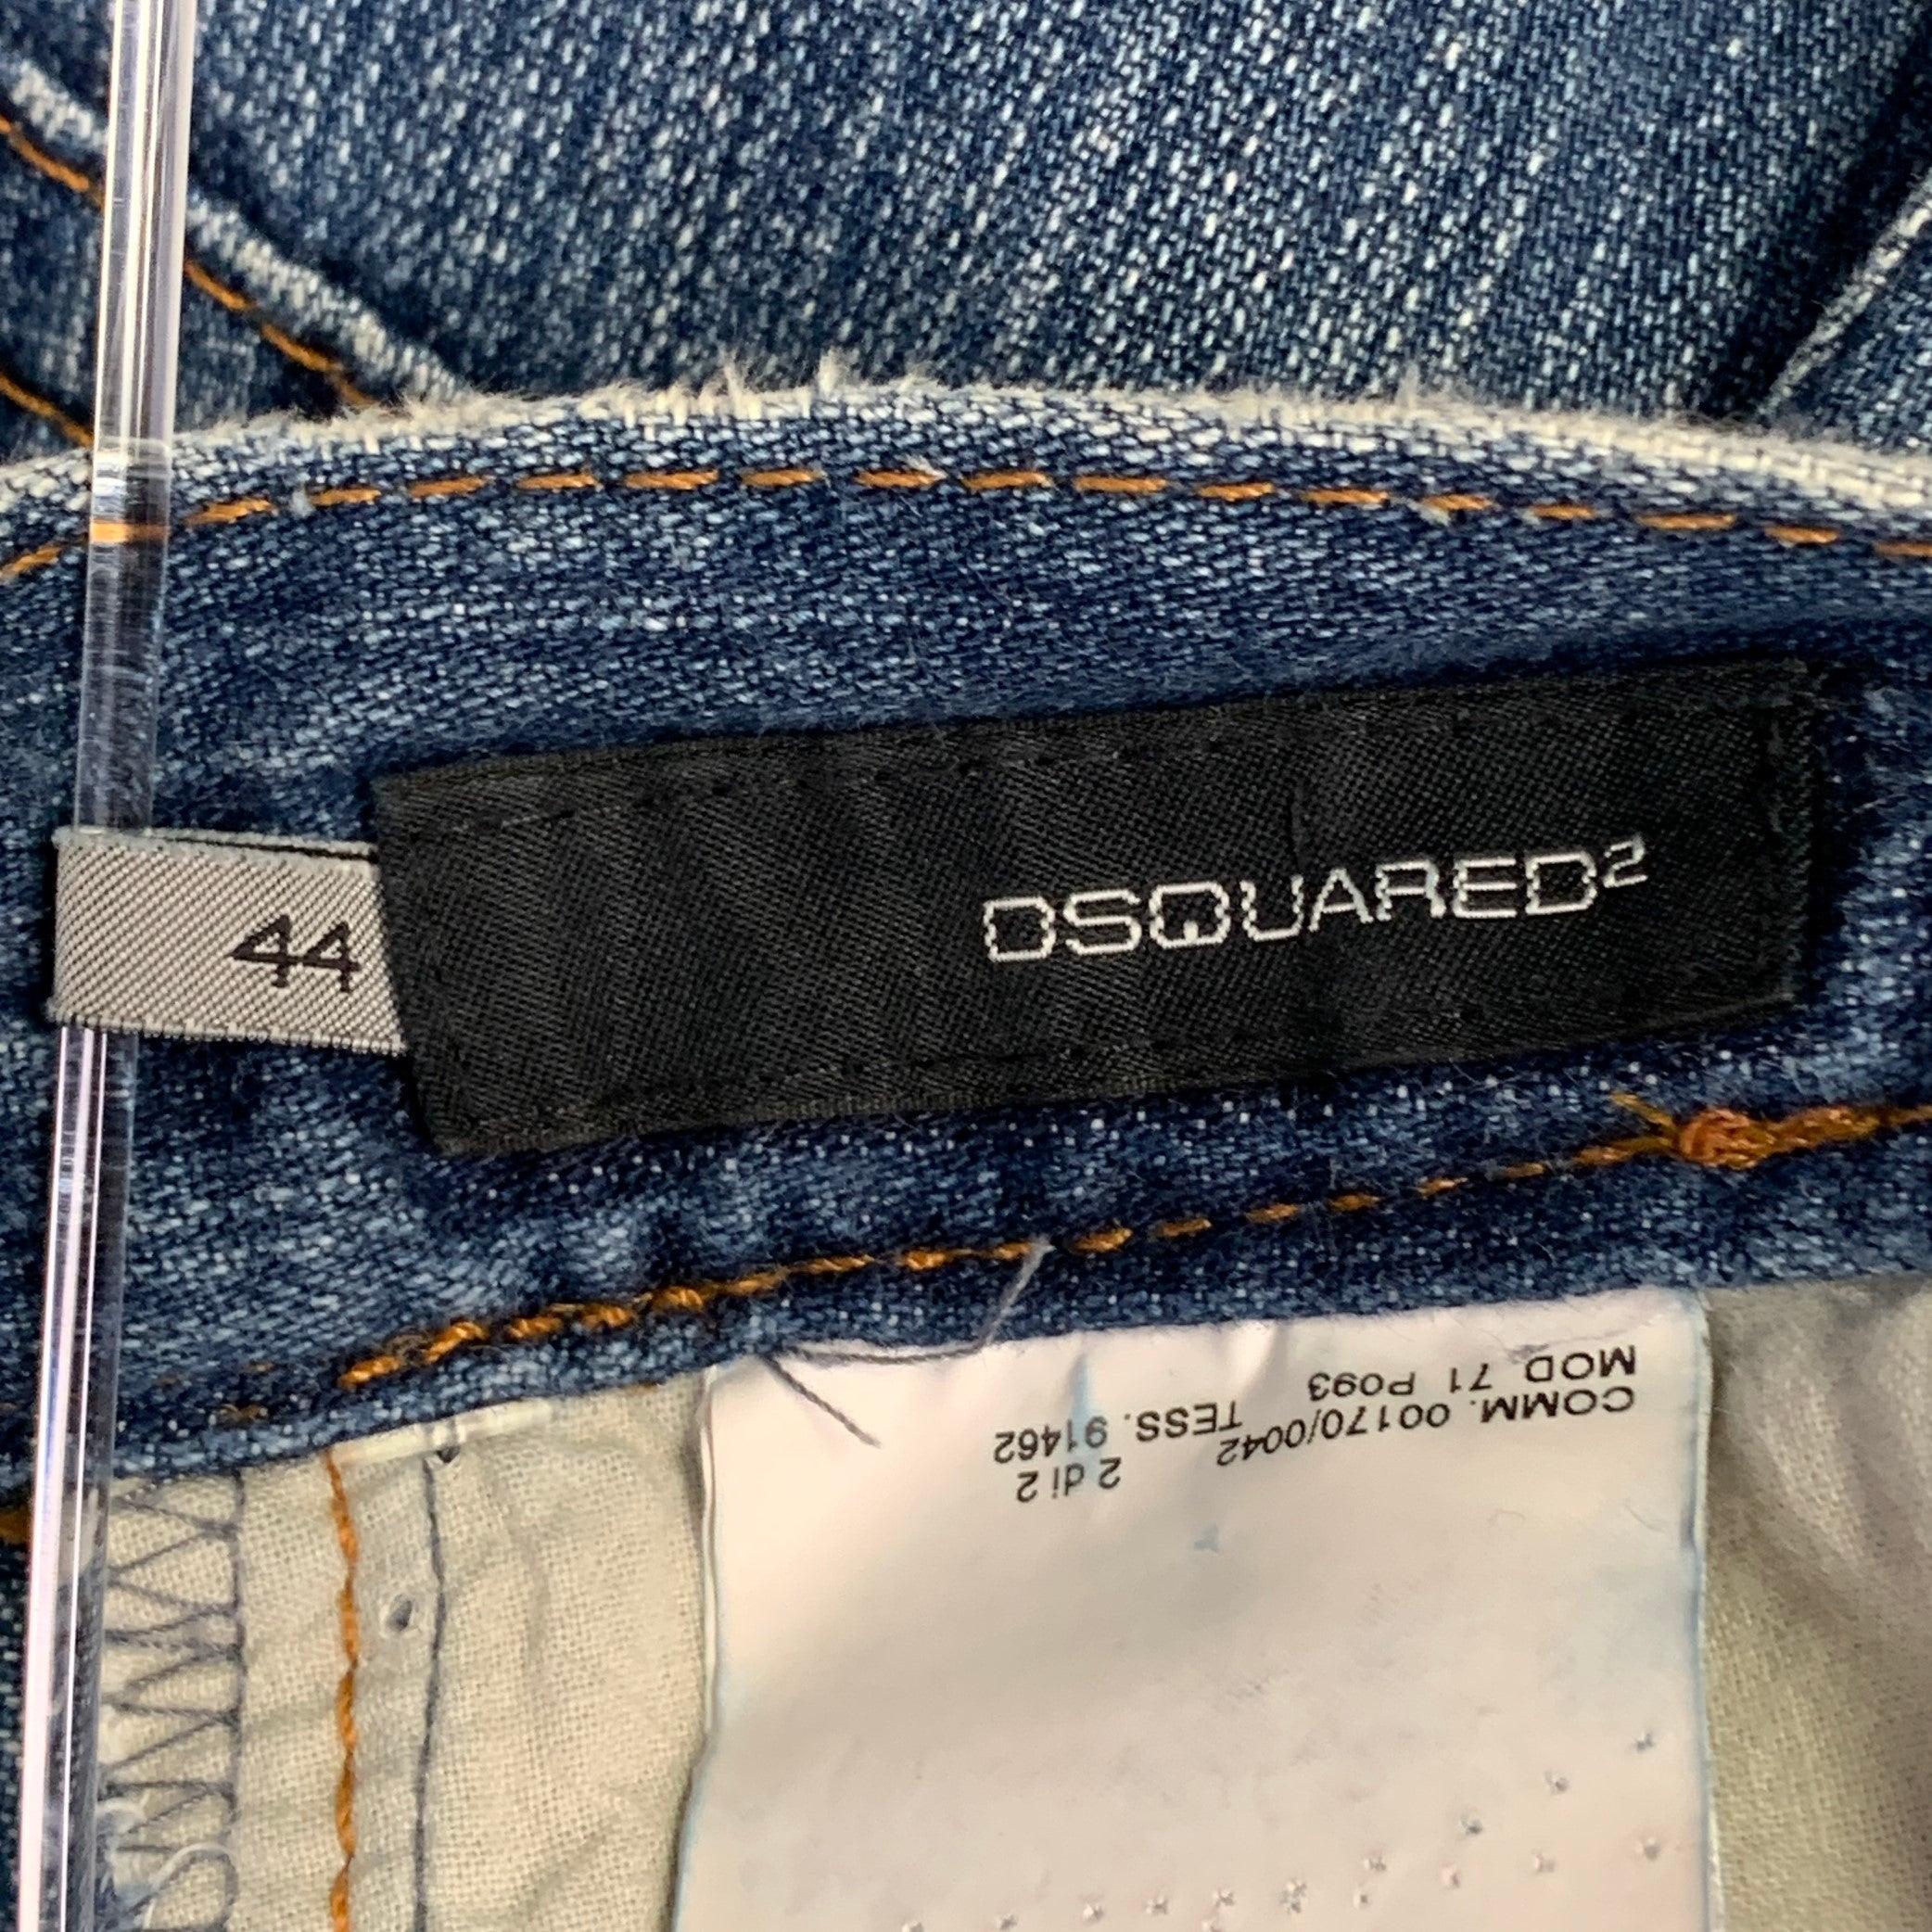 44
DSQUARED²
MOD 71 P093
COMM. 00170/0042 TESS. 91462
2 di 2